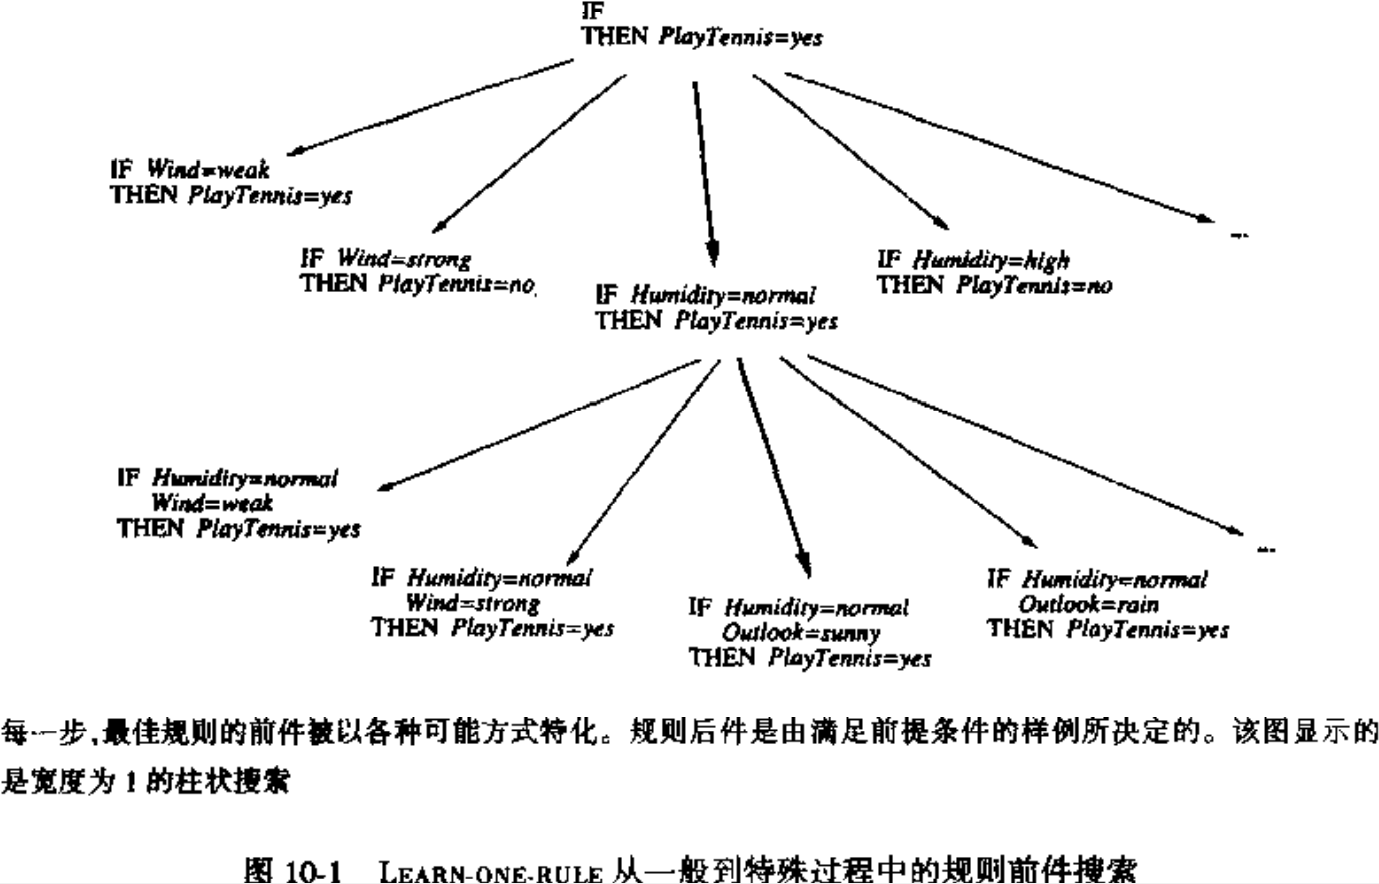 IF
THEN PlayTennis=yes
IF Wind=weak
THEN PlayTennis=yes
IF Wind=strong
THEN PlayTennis=no
IF Humidity=normal
THEN PlayTennis=yes
IF Humidity=high
THEN PlayTennis=no
...
IF Humidity=normal
Wind=weak
THEN PlayTennis=yes
IF Humidity=normal
Wind=strong
THEN PlayTennis=yes
IF Humidity=normal
Outlook=sunny
THEN PlayTennis=yes
IF Humidity=normal
Outlook=rain
THEN PlayTennis=yes
...
每一步,最佳规则的前件被以各种可能方式特化。规则后件是由满足前提条件的样例所决定的。该图显示的
是宽度为 1 的柱状搜索
图 10-1 LEARN-ONE-RULE 从一般到特殊过程中的规则前件搜索